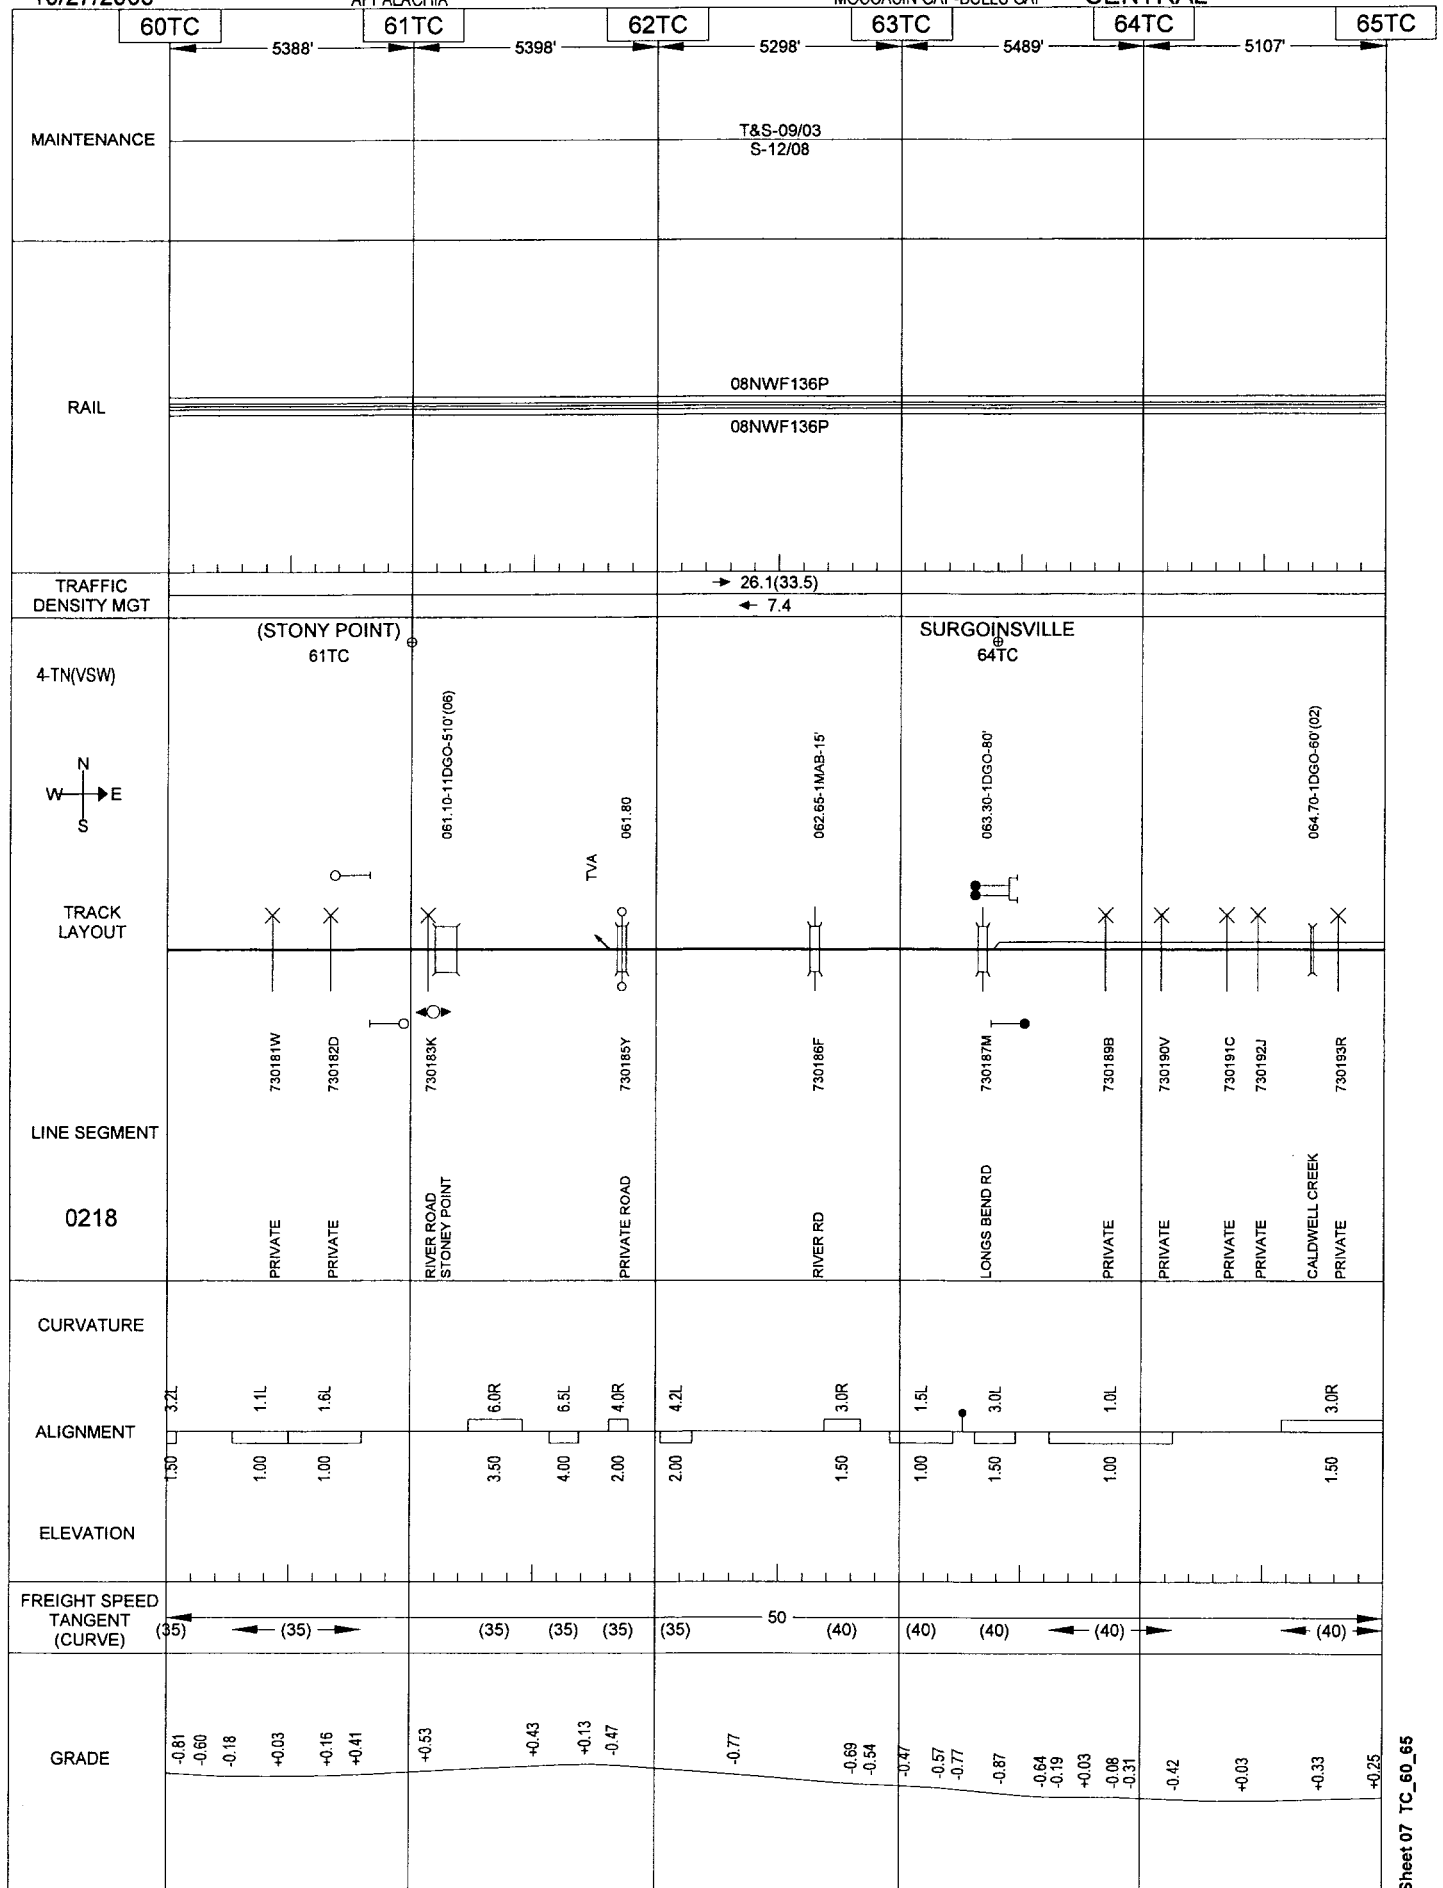 APPALACHIA
CENTRAL
60TC 61TC 62TC 63TC 64TC 65TC
5388' 5398' 5298' 5489' 5107'
MAINTENANCE
T&S-09/03
S-12/08
RAIL
08NWF136P
08NWF136P
TRAFFIC
DENSITY MGT
26.1(33.5)
7.4
(STONY POINT)
61TC
SURGOINSVILLE
64TC
4-TN(VSW)
N
W E
S
061.10-11DGO-510'(06)
061.80
062.65-1MAB-15'
063.30-1DGO-80'
064.70-1DGO-60'(02)
TVA
TRACK
LAYOUT
730181W
730182D
730183K
730185Y
730186F
730187M
730189B
730190V
730191C
730192J
730193R
LINE SEGMENT
0218
PRIVATE
PRIVATE
RIVER ROAD
STONEY POINT
PRIVATE ROAD
RIVER RD
LONGS BEND RD
PRIVATE
PRIVATE
PRIVATE
PRIVATE
CALDWELL CREEK
PRIVATE
CURVATURE
3.2L 1.1L 1.6L 6.0R 6.5L 4.0R 4.2L 3.0R 1.5L 3.0L 1.0L 3.0R
ALIGNMENT
1.50 1.00 1.00 3.50 4.00 2.00 2.00 1.50 1.00 1.50 1.00 1.50
ELEVATION
FREIGHT SPEED
TANGENT
(CURVE)
50
(35) (35) (35) (35) (35) (35) (40) (40) (40) (40) (40)
GRADE
-0.81 -0.60 -0.18 +0.03 +0.16 +0.41 +0.53 +0.43 +0.13 -0.47 -0.77 -0.69 -0.54 -0.47 -0.57 -0.77 -0.87 -0.64 -0.19 +0.03 -0.08 -0.31 -0.42 +0.03 +0.33 +0.25
Sheet 07 TC_60_65